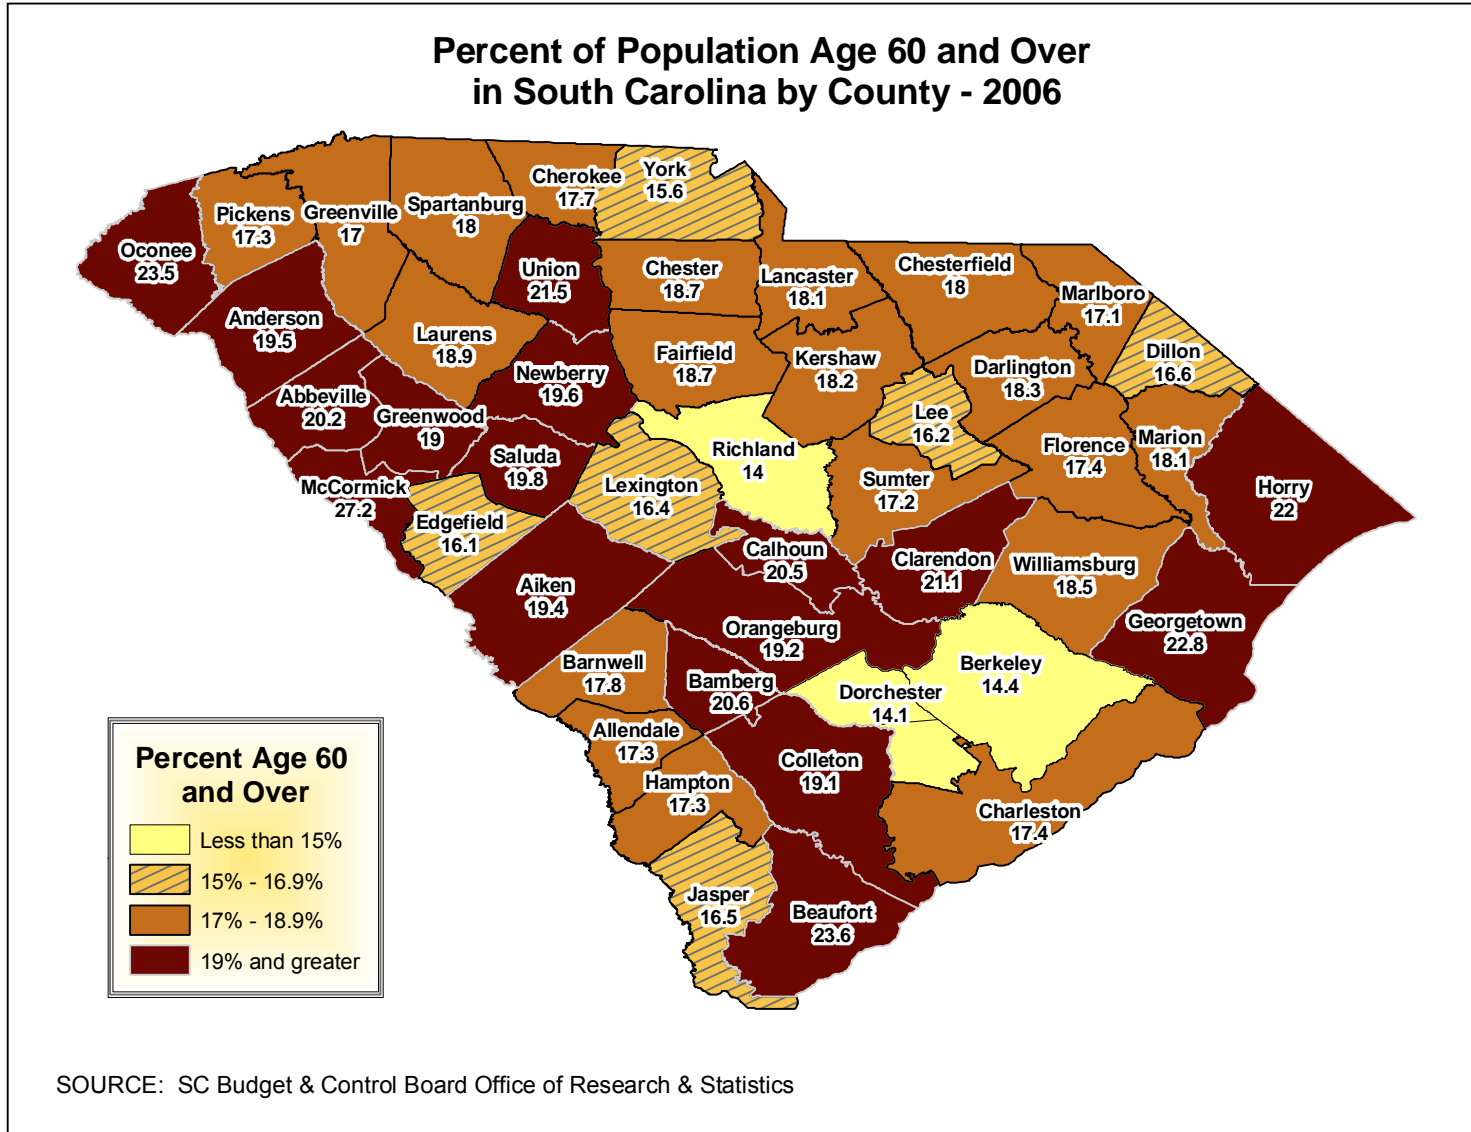 Percent of Population Age 60 and Over
in South Carolina by County - 2006
York
15.6
Cherokee
17.7
Spartanburg
18
Greenville
17
Pickens
17.3
Oconee
23.5
Union
21.5
Chester
18.7
Lancaster
18.1
Chesterfield
18
Marlboro
17.1
Anderson
19.5
Laurens
18.9
Fairfield
18.7
Kershaw
18.2
Darlington
18.3
Dillon
16.6
Newberry
19.6
Abbeville
20.2
Greenwood
19
Lee
16.2
Florence
17.4
Marion
18.1
Saluda
19.8
Richland
14
McCormick
27.2
Lexington
16.4
Sumter
17.2
Horry
22
Edgefield
16.1
Calhoun
20.5
Clarendon
21.1
Williamsburg
18.5
Aiken
19.4
Orangeburg
19.2
Georgetown
22.8
Barnwell
17.8
Bamberg
20.6
Dorchester
14.1
Berkeley
14.4
Allendale
17.3
Colleton
19.1
Hampton
17.3
Charleston
17.4
Jasper
16.5
Beaufort
23.6
Percent Age 60
and Over
Less than 15%
15% - 16.9%
17% - 18.9%
19% and greater
SOURCE:  SC Budget & Control Board Office of Research & Statistics